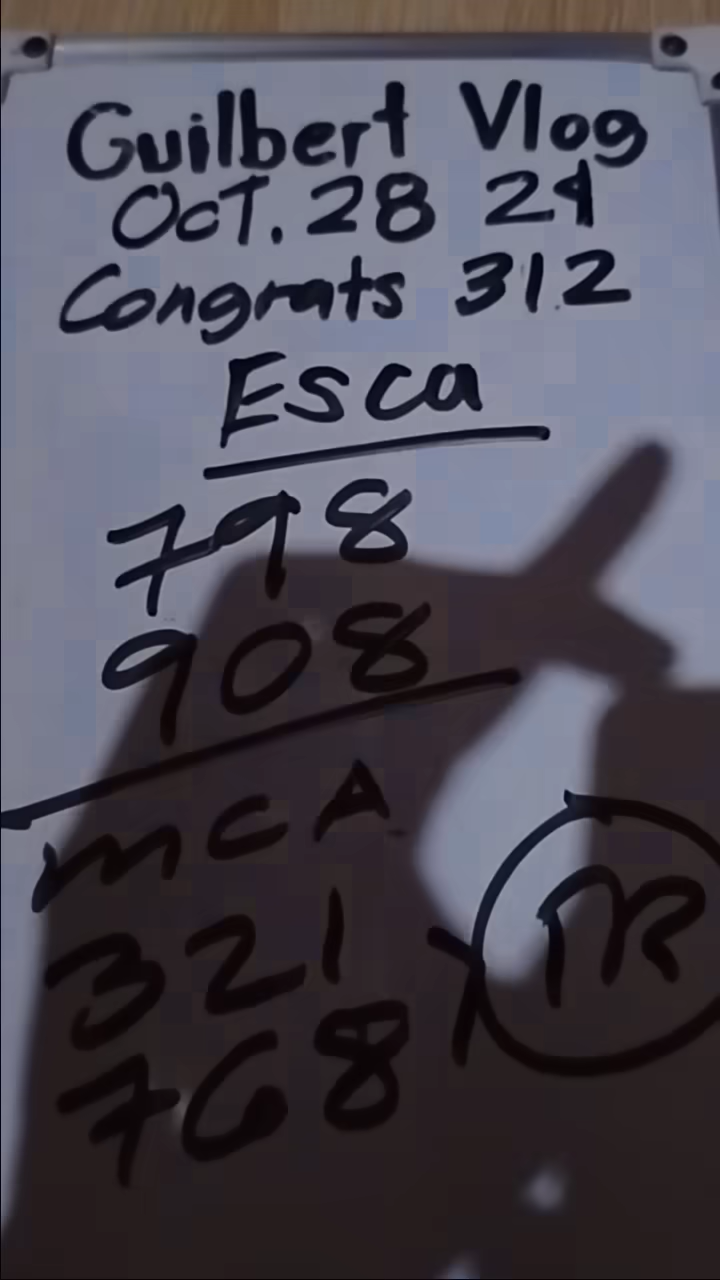 Guilbert Vlog
Oct. 28 24
Congrats 312
Esca
798
908
mcA
321
768